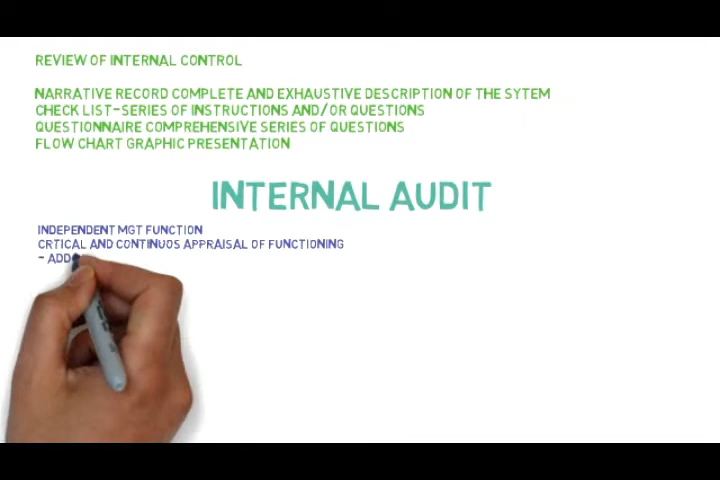 REVIEW OF INTERNAL CONTROL
NARRATIVE RECORD COMPLETE AND EXHAUSTIVE DESCRIPTION OF THE SYTEM
CHECK LIST-SERIES OF INSTRUCTIONS AND/OR QUESTIONS
QUESTIONNAIRE COMPREHENSIVE SERIES OF QUESTIONS
FLOW CHART GRAPHIC PRESENTATION
INTERNAL AUDIT
INDEPENDENT MGT FUNCTION
CRTICAL AND CONTINUOS APPRAISAL OF FUNCTIONING
- ADD